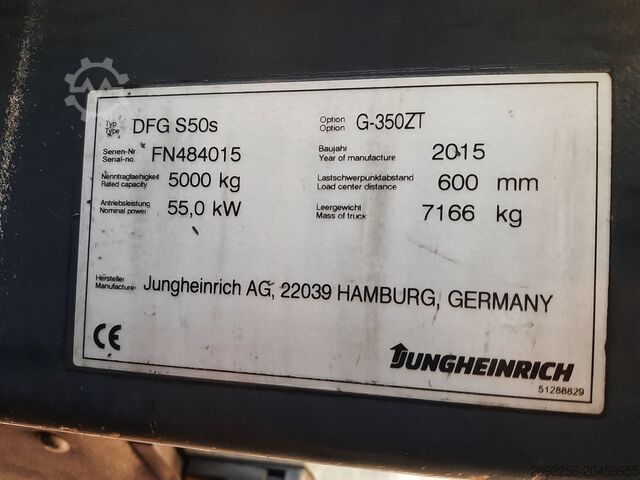 Typ DFG S50s Option G-350ZT
Type Option
Serien-Nr. FN484015 Baujahr 2015
Serial-no. Year of manufacture
Nenntragfaehigkeit 5000 kg Lastschwerpunktabstand 600 mm
Rated capacity Load center distance
Antriebsleistung 55,0 kW Leergewicht 7166 kg
Nominal power Mass of truck
Hersteller Jungheinrich AG, 22039 HAMBURG, GERMANY
Manufacturer
CE
JUNGHEINRICH
51288829
2893256-20459955